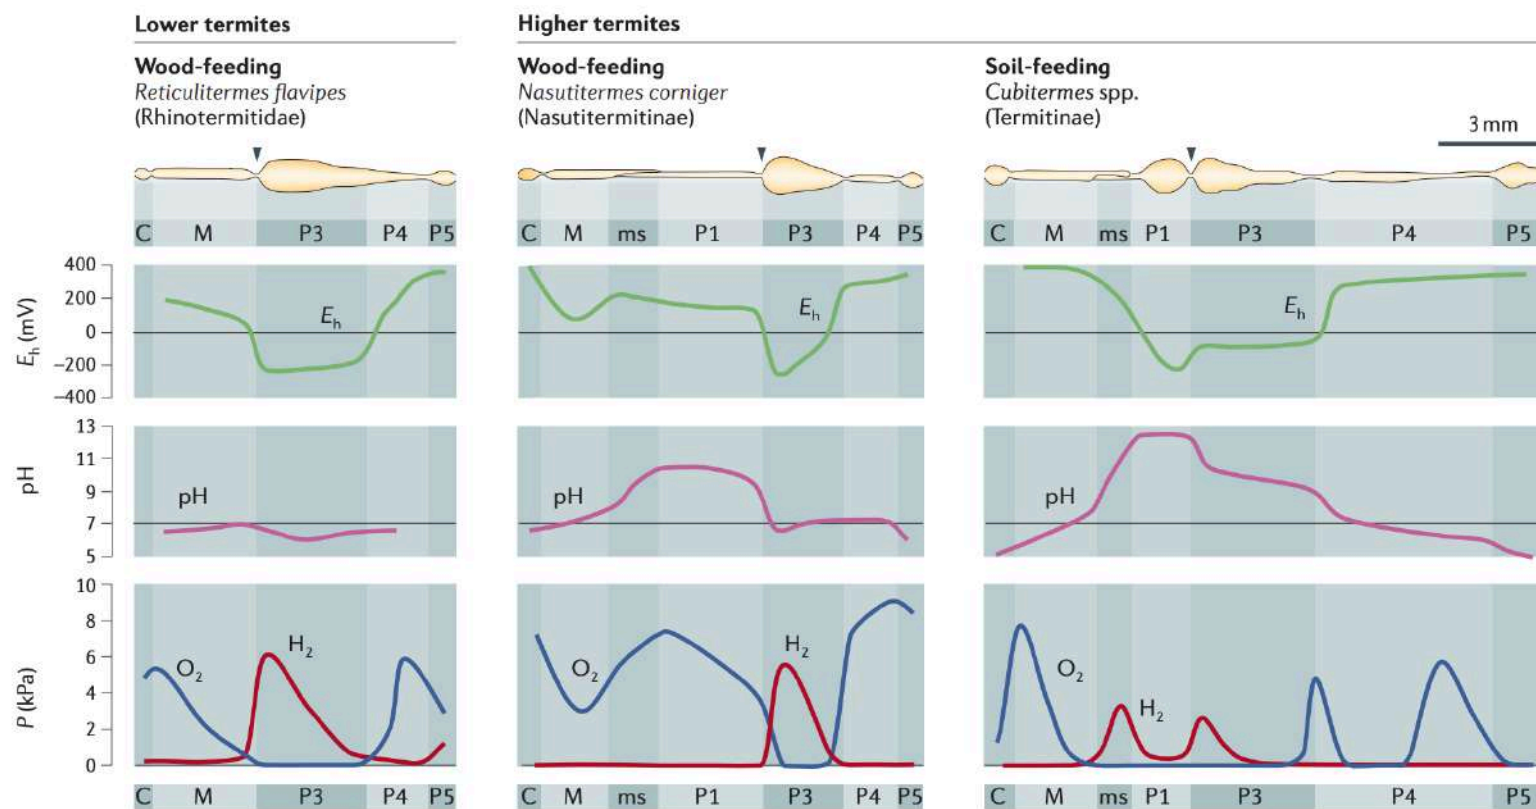 Lower termites
Higher termites
Wood-feeding
Reticulitermes flavipes
(Rhinotermitidae)
Wood-feeding
Nasutitermes corniger
(Nasutitermitinae)
Soil-feeding
Cubitermes spp.
(Termitinae)
3 mm
C M P3 P4 P5
C M ms P1 P3 P4 P5
C M ms P1 P3 P4 P5
Eh (mV)
400
200
0
–200
–400
Eh
Eh
Eh
pH
13
11
9
7
5
pH
pH
pH
P (kPa)
10
8
6
4
2
0
O2
H2
O2
H2
O2
H2
C M P3 P4 P5
C M ms P1 P3 P4 P5
C M ms P1 P3 P4 P5